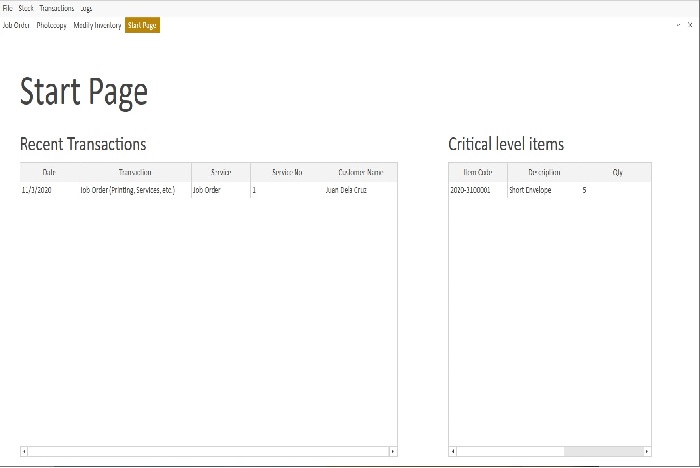 File Stock Transactions Logs
Job Order Photocopy Modify Inventory Start Page
Start Page
Recent Transactions
Critical level items
Date Transaction Service Service No Customer Name
11/3/2020 Job Order (Printing, Services, etc.) Job Order 1 Juan Dela Cruz
Item Code Description Qty
2020-3100001 Short Envelope 5